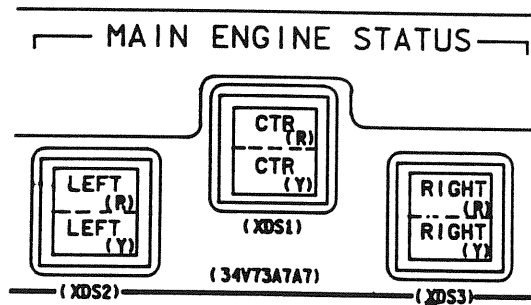 MAIN ENGINE STATUS
CTR
(R)
CTR
(Y)
(XDS1)
LEFT
(R)
LEFT
(Y)
(XDS2)
RIGHT
(R)
RIGHT
(Y)
(XDS3)
(34V73A7A7)